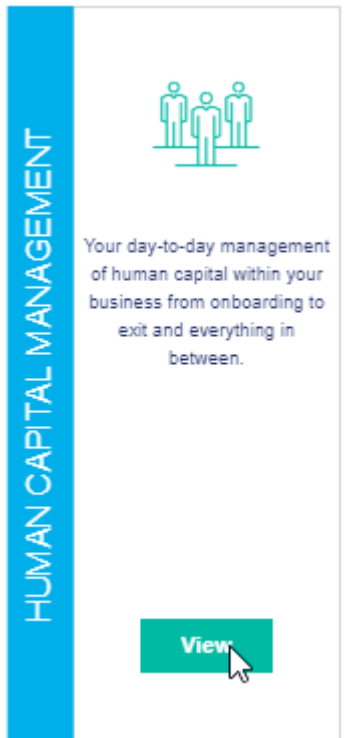 HUMAN CAPITAL MANAGEMENT
Your day-to-day management
of human capital within your
business from onboarding to
exit and everything in
between.
View